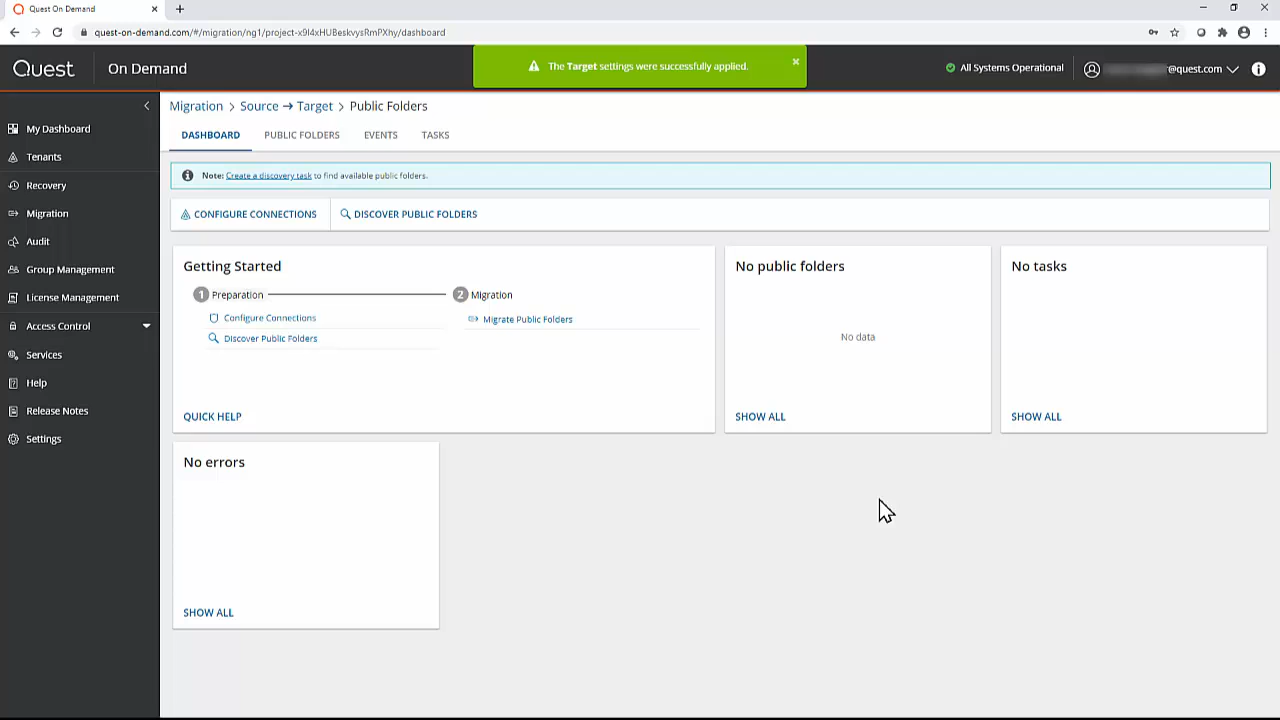 Quest On Demand
quest-on-demand.com/#/migration/ng1/project-x9l4xHUBeskvysRmPXhy/dashboard
Quest On Demand
The Target settings were successfully applied.
All Systems Operational
@quest.com
Migration > Source → Target > Public Folders
DASHBOARD PUBLIC FOLDERS EVENTS TASKS
Note: Create a discovery task to find available public folders.
CONFIGURE CONNECTIONS DISCOVER PUBLIC FOLDERS
My Dashboard
Tenants
Recovery
Migration
Audit
Group Management
License Management
Access Control
Services
Help
Release Notes
Settings
Getting Started
1 Preparation
Configure Connections
Discover Public Folders
2 Migration
Migrate Public Folders
QUICK HELP
No public folders
No data
SHOW ALL
No tasks
SHOW ALL
No errors
SHOW ALL